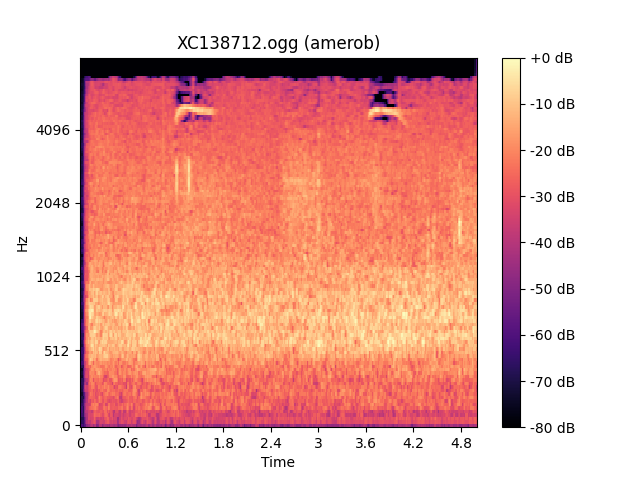 XC138712.ogg (amerob)
Hz
4096
2048
1024
512
0
0 0.6 1.2 1.8 2.4 3 3.6 4.2 4.8
Time
+0 dB
-10 dB
-20 dB
-30 dB
-40 dB
-50 dB
-60 dB
-70 dB
-80 dB